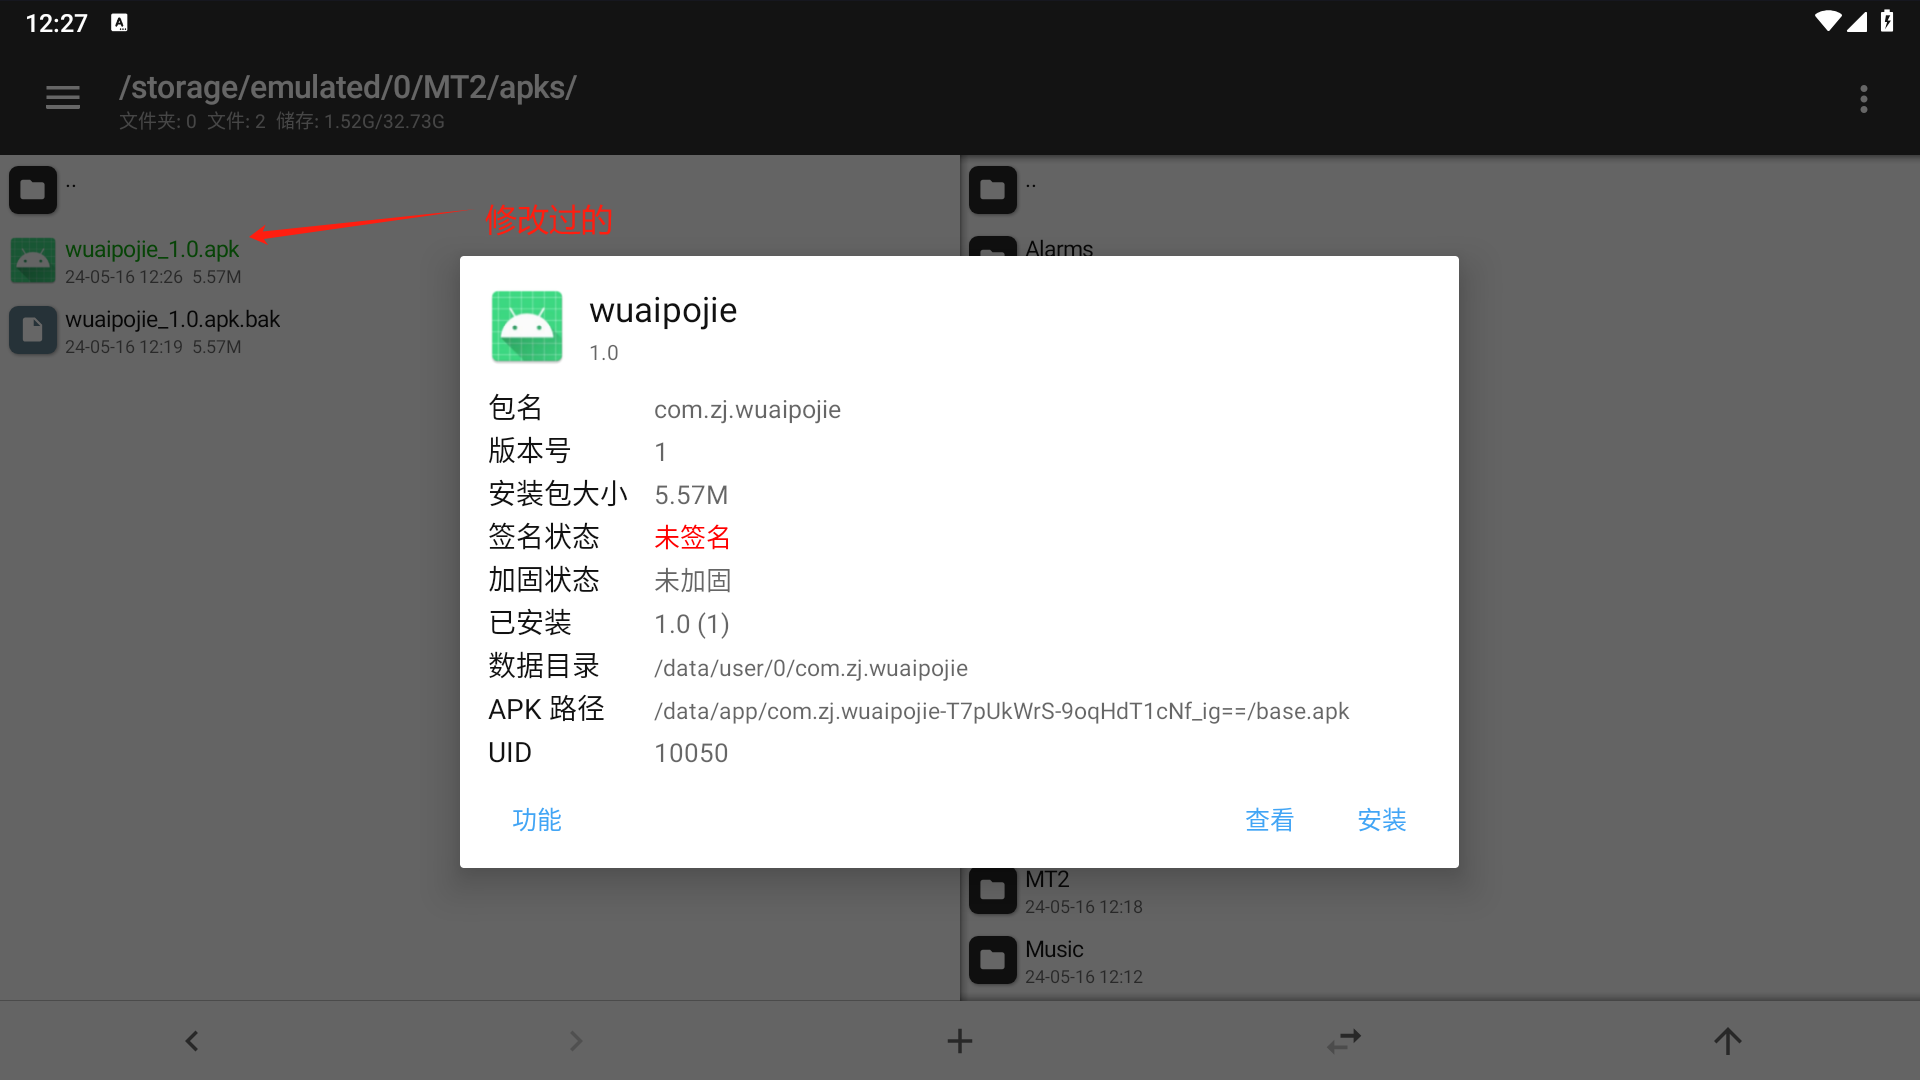 12:27
/storage/emulated/0/MT2/apks/
文件夹: 0 文件: 2 储存: 1.52G/32.73G
..
修改过的
wuaipojie_1.0.apk
24-05-16 12:26 5.57M
wuaipojie_1.0.apk.bak
24-05-16 12:19 5.57M
..
Alarms
wuaipojie
1.0
包名 com.zj.wuaipojie
版本号 1
安装包大小 5.57M
签名状态 未签名
加固状态 未加固
已安装 1.0 (1)
数据目录 /data/user/0/com.zj.wuaipojie
APK 路径 /data/app/com.zj.wuaipojie-T7pUkWrS-9oqHdT1cNf_ig==/base.apk
UID 10050
功能 查看 安装
MT2
24-05-16 12:18
Music
24-05-16 12:12